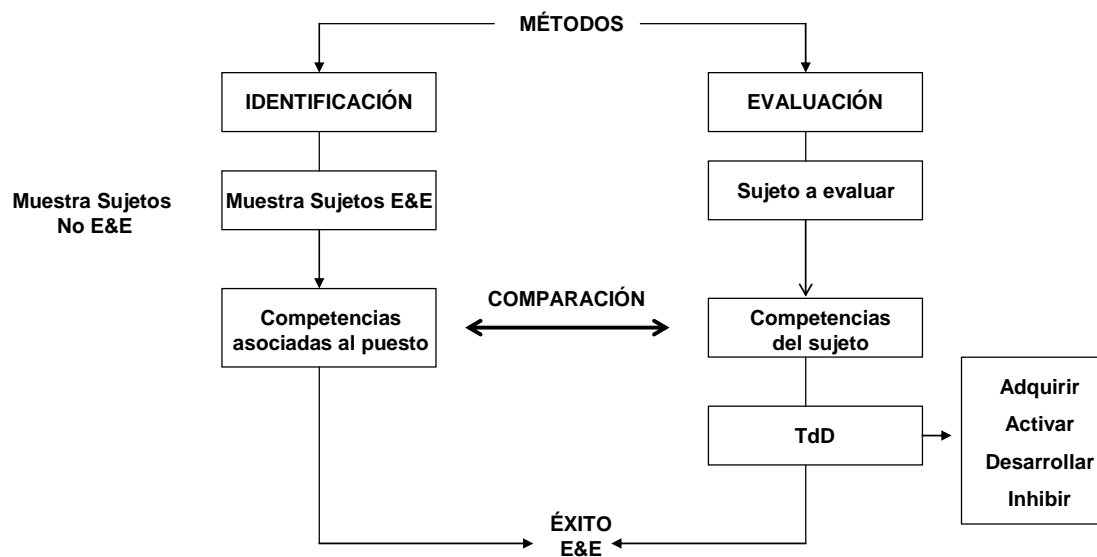 MÉTODOS
IDENTIFICACIÓN
EVALUACIÓN
Muestra Sujetos
No E&E
Muestra Sujetos E&E
Sujeto a evaluar
COMPARACIÓN
Competencias
asociadas al puesto
Competencias
del sujeto
TdD
Adquirir
Activar
Desarrollar
Inhibir
ÉXITO
E&E